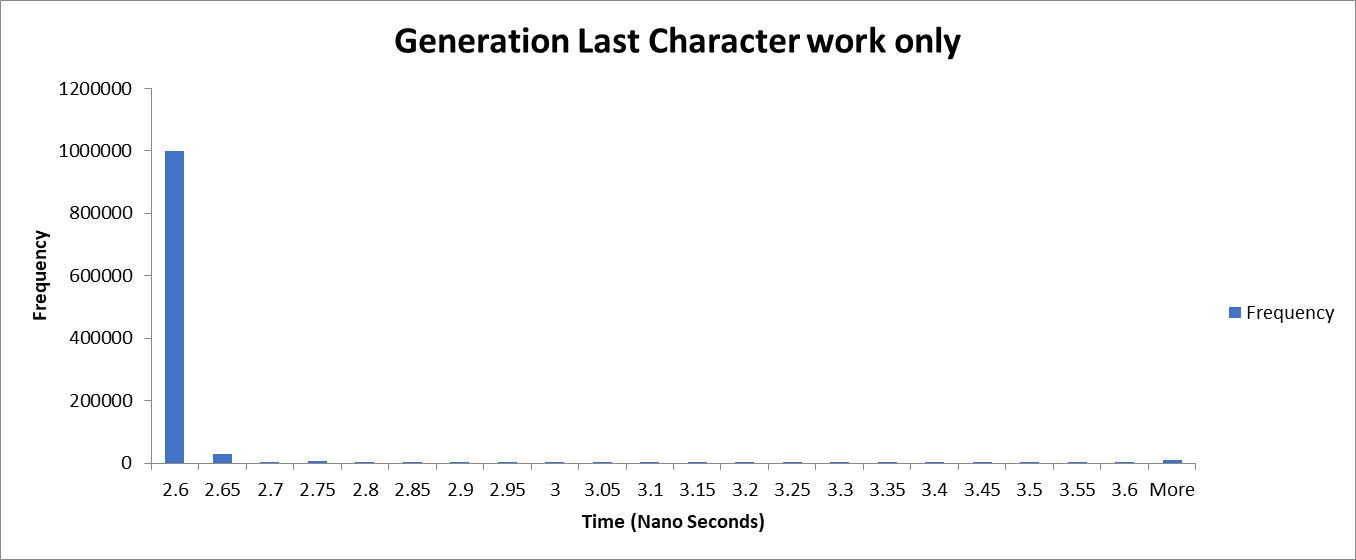 Generation Last Character work only
1200000
1000000
800000
600000
400000
200000
0
Frequency
2.6 2.65 2.7 2.75 2.8 2.85 2.9 2.95 3 3.05 3.1 3.15 3.2 3.25 3.3 3.35 3.4 3.45 3.5 3.55 3.6 More
Time (Nano Seconds)
Frequency